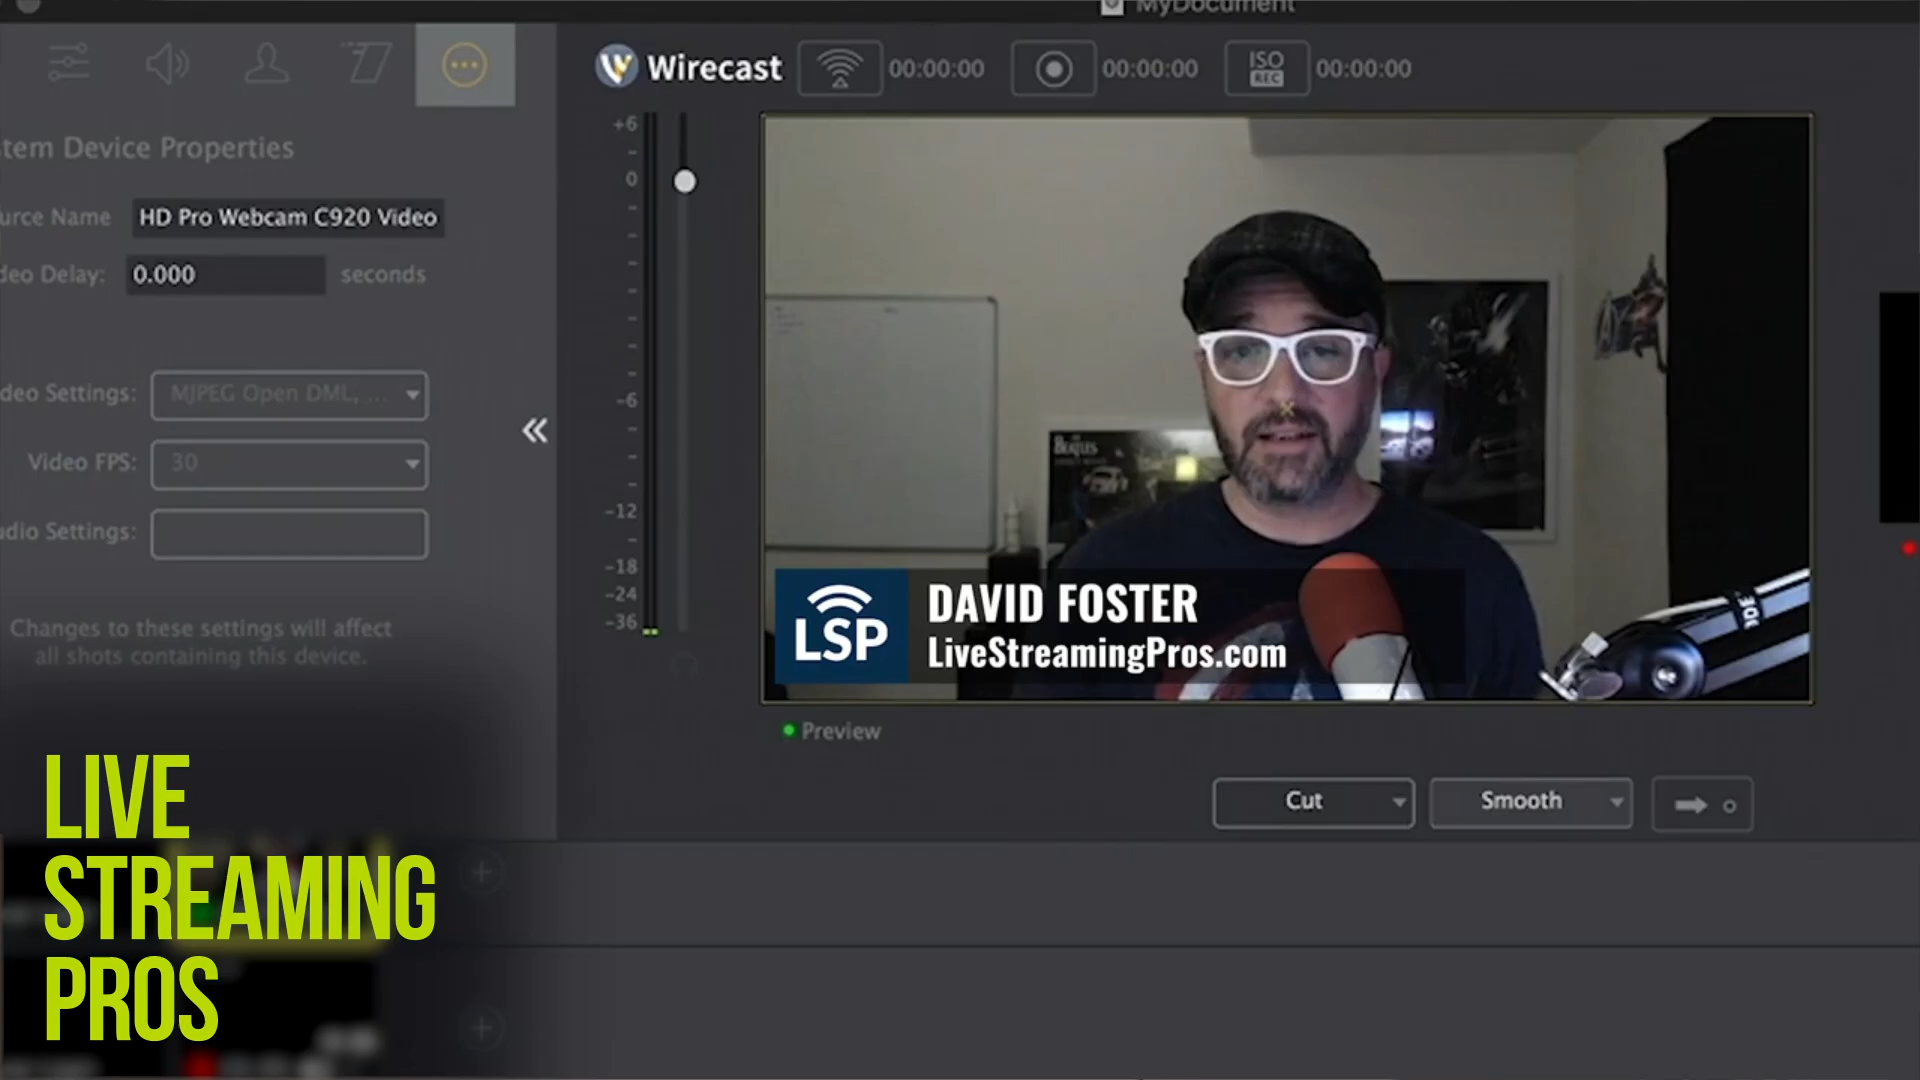 MyDocument
Wirecast
00:00:00
00:00:00
ISO
REC
00:00:00
tem Device Properties
urce Name
HD Pro Webcam C920 Video
deo Delay:
0.000
seconds
deo Settings:
MJPEG Open DML, ...
Video FPS:
30
udio Settings:
Changes to these settings will affect
all shots containing this device.
+6
0
-6
-12
-18
-24
-36
BEATLES
LSP
DAVID FOSTER
LiveStreamingPros.com
Preview
Cut
Smooth
LIVE
STREAMING
PROS